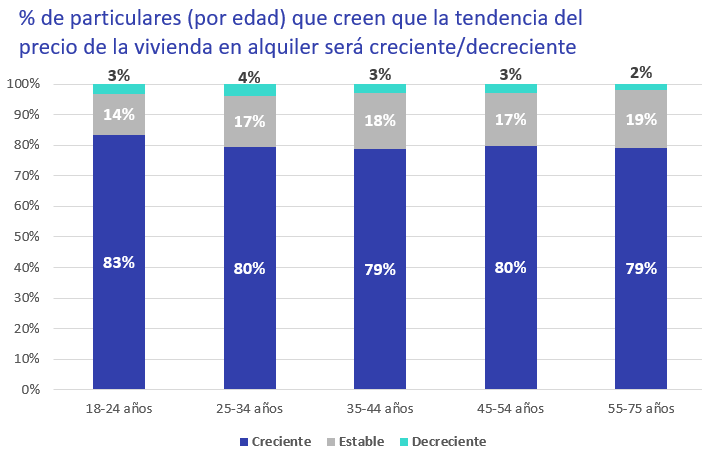 % de particulares (por edad) que creen que la tendencia del
precio de la vivienda en alquiler será creciente/decreciente
3% 4% 3% 3% 2%
100%
90%
80%
70%
60%
50%
40%
30%
20%
10%
0%
14% 17% 18% 17% 19%
83% 80% 79% 80% 79%
18-24 años 25-34 años 35-44 años 45-54 años 55-75 años
Creciente Estable Decreciente